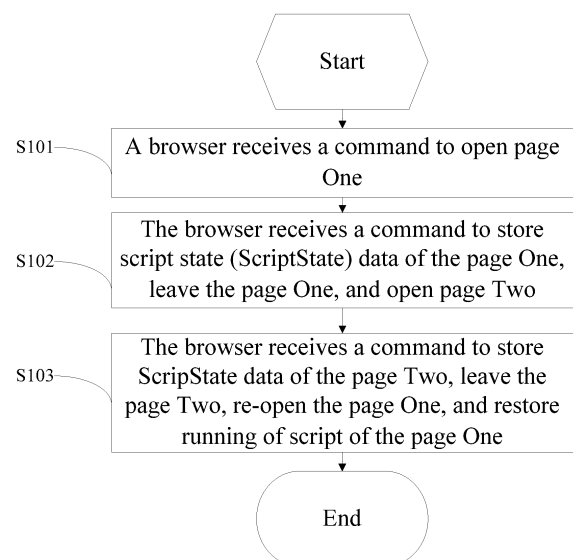 Start
S101
A browser receives a command to open page
One
S102
The browser receives a command to store
script state (ScriptState) data of the page One,
leave the page One, and open page Two
S103
The browser receives a command to store
ScripState data of the page Two, leave the
page Two, re-open the page One, and restore
running of script of the page One
End